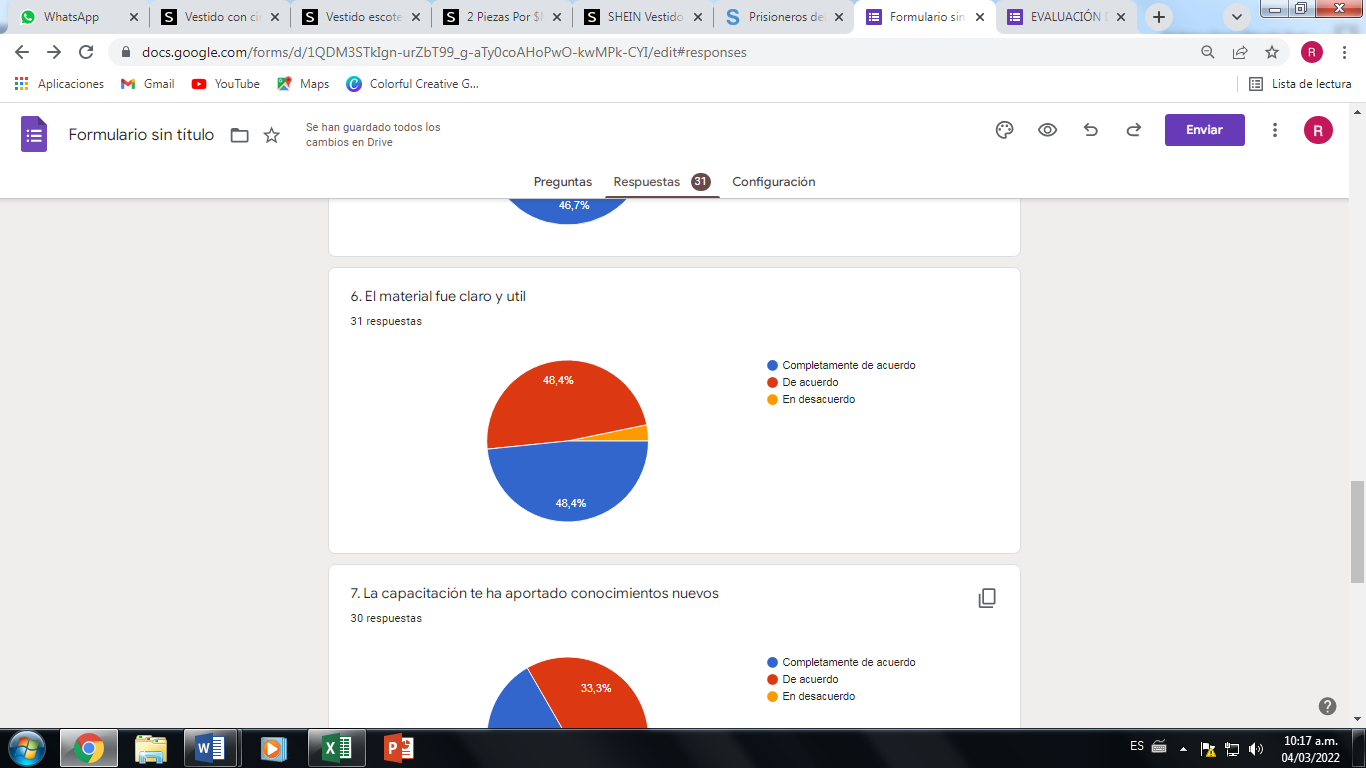 WhatsApp
Vestido con cin
Vestido escote
2 Piezas Por $
SHEIN Vestido
Prisioneros de
Formulario sin
EVALUACIÓN
docs.google.com/forms/d/1QDM3STkIgn-urZbT99_g-aTy0coAHoPwO-kwMPk-CYI/edit#responses
R
Aplicaciones
Gmail
YouTube
Maps
Colorful Creative G...
Lista de lectura
Formulario sin título
Se han guardado todos los
cambios en Drive
Enviar
R
Preguntas
Respuestas 31
Configuración
46,7%
6. El material fue claro y util
31 respuestas
48,4%
48,4%
Completamente de acuerdo
De acuerdo
En desacuerdo
7. La capacitación te ha aportado conocimientos nuevos
30 respuestas
33,3%
Completamente de acuerdo
De acuerdo
En desacuerdo
ES
10:17 a.m.
04/03/2022